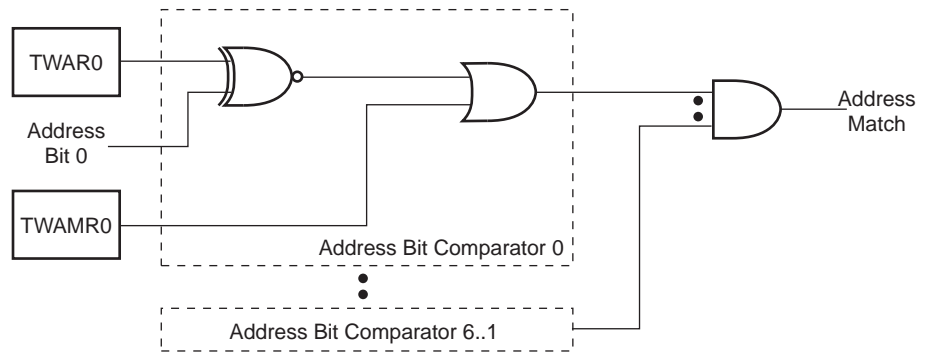 TWAR0
Address
Bit 0
TWAMR0
Address Bit Comparator 0
Address Bit Comparator 6..1
Address
Match